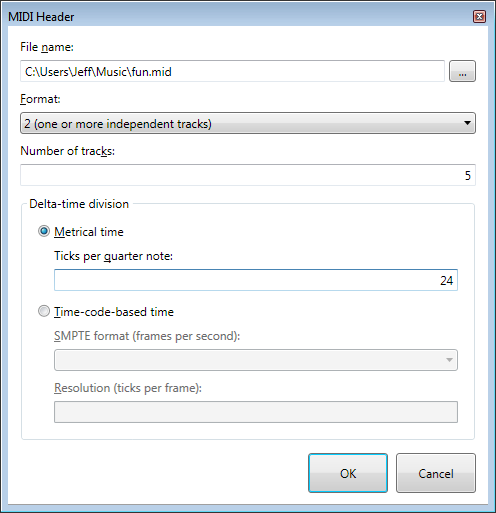 MIDI Header
File name:
C:\Users\Jeff\Music\fun.mid
...
Format:
2 (one or more independent tracks)
Number of tracks:
5
Delta-time division
Metrical time
Ticks per quarter note:
24
Time-code-based time
SMPTE format (frames per second):
Resolution (ticks per frame):
OK Cancel